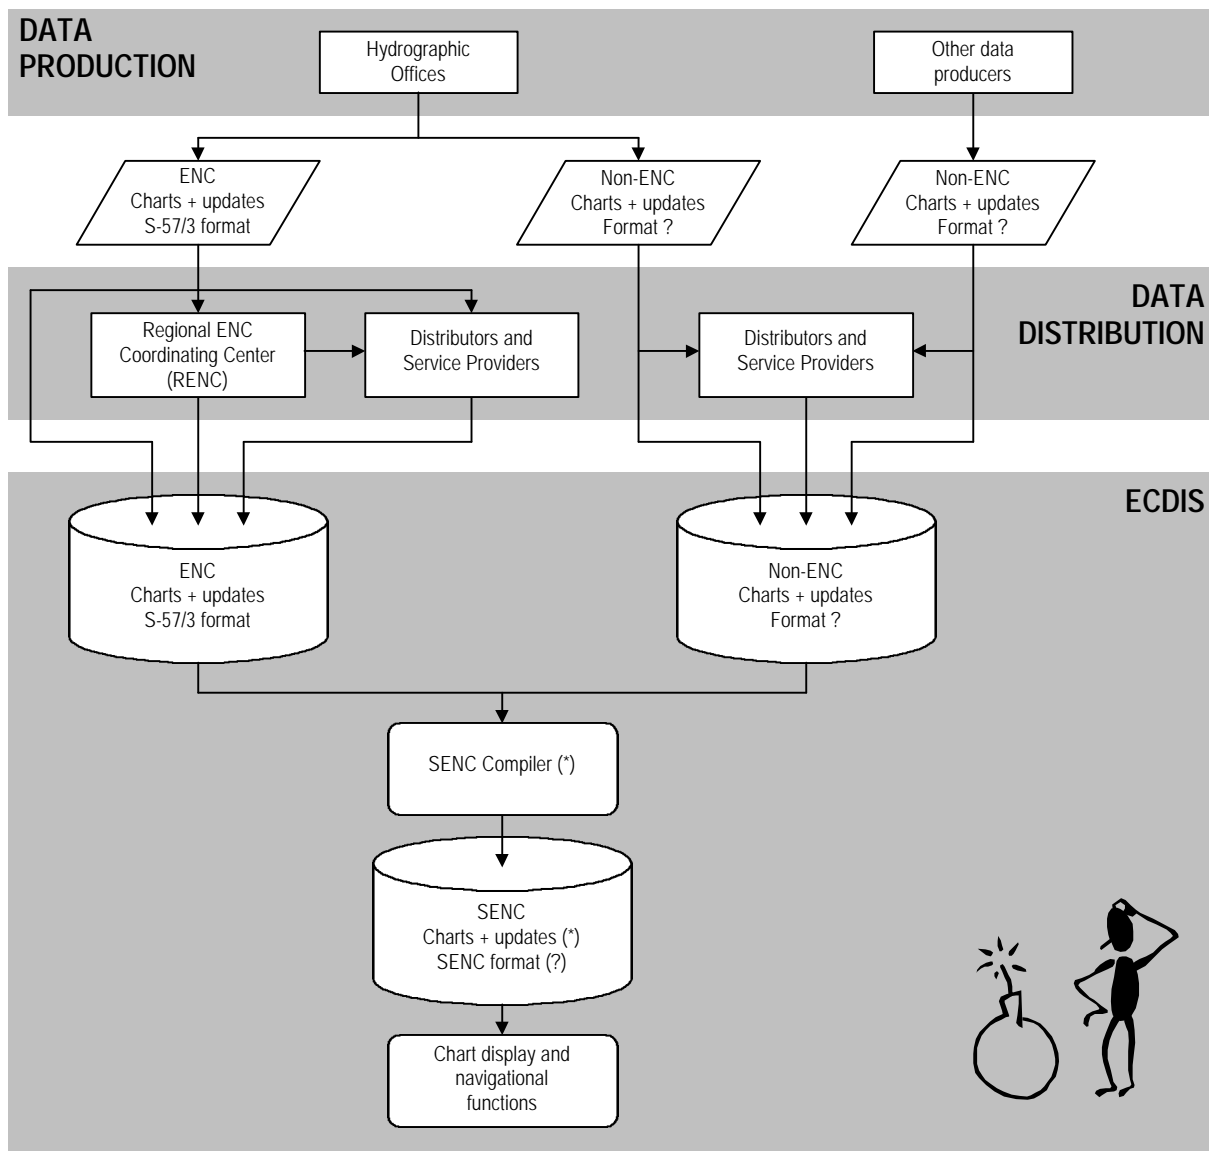 DATA
PRODUCTION
Hydrographic
Offices
Other data
producers
ENC
Charts + updates
S-57/3 format
Non-ENC
Charts + updates
Format ?
Non-ENC
Charts + updates
Format ?
DATA
DISTRIBUTION
Regional ENC
Coordinating Center
(RENC)
Distributors and
Service Providers
Distributors and
Service Providers
ECDIS
ENC
Charts + updates
S-57/3 format
Non-ENC
Charts + updates
Format ?
SENC Compiler (*)
SENC
Charts + updates (*)
SENC format (?)
Chart display and
navigational
functions